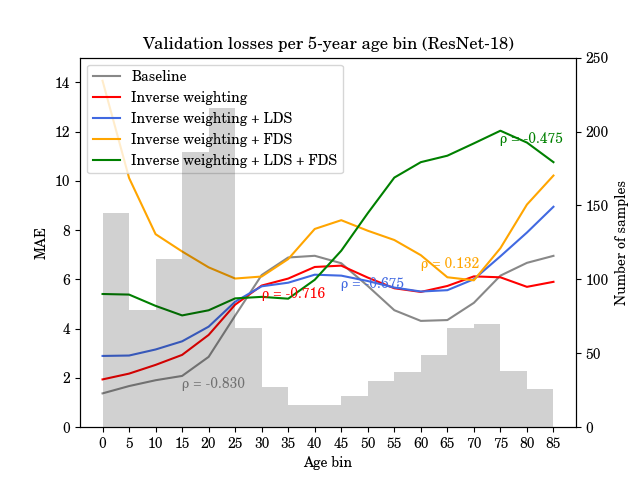 Validation losses per 5-year age bin (ResNet-18)
Baseline
Inverse weighting
Inverse weighting + LDS
Inverse weighting + FDS
Inverse weighting + LDS + FDS
MAE
14
12
10
8
6
4
2
0
Number of samples
250
200
150
100
50
0
ρ = -0.475
ρ = 0.132
ρ = -0.675
ρ = -0.716
ρ = -0.830
0 5 10 15 20 25 30 35 40 45 50 55 60 65 70 75 80 85
Age bin